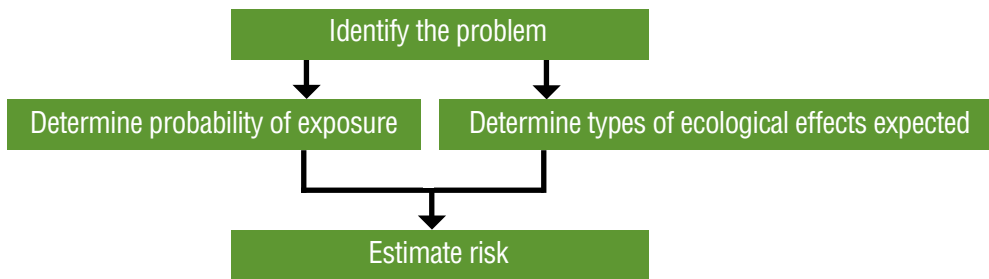 Identify the problem
Determine probability of exposure
Determine types of ecological effects expected
Estimate risk